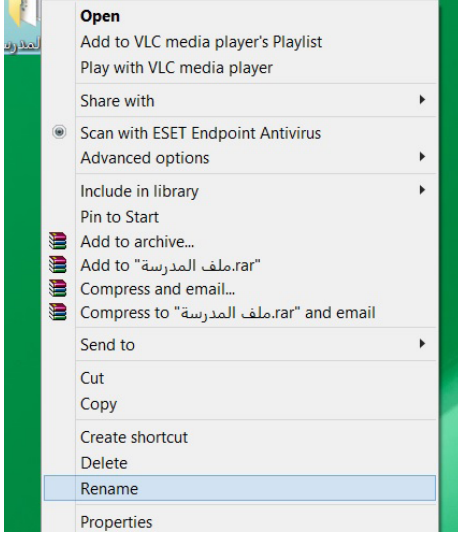 Open
Add to VLC media player's Playlist
Play with VLC media player
Share with
Scan with ESET Endpoint Antivirus
Advanced options
Include in library
Pin to Start
Add to archive...
Add to "ملف المدرسة.rar"
Compress and email...
Compress to "ملف المدرسة.rar" and email
Send to
Cut
Copy
Create shortcut
Delete
Rename
Properties